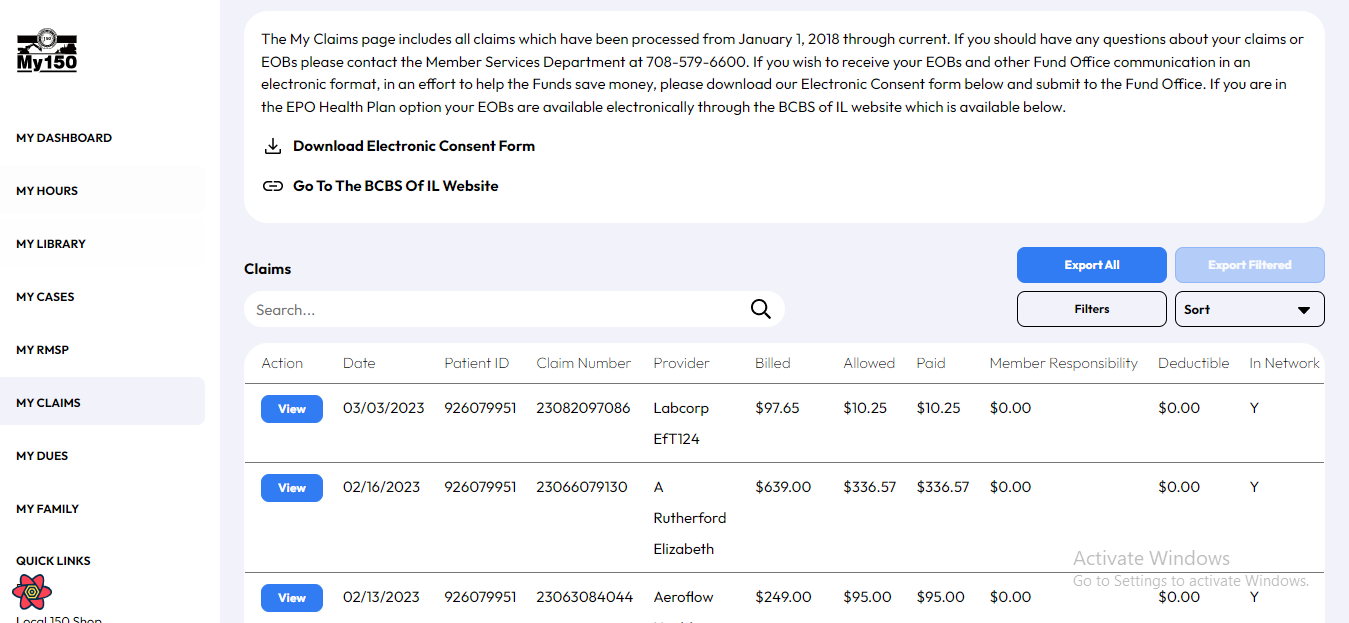 My150
MY DASHBOARD
MY HOURS
MY LIBRARY
MY CASES
MY RMSP
MY CLAIMS
MY DUES
MY FAMILY
QUICK LINKS
Local 150 Shop
The My Claims page includes all claims which have been processed from January 1, 2018 through current. If you should have any questions about your claims or
EOBs please contact the Member Services Department at 708-579-6600. If you wish to receive your EOBs and other Fund Office communication in an
electronic format, in an effort to help the Funds save money, please download our Electronic Consent form below and submit to the Fund Office. If you are in
the EPO Health Plan option your EOBs are available electronically through the BCBS of IL website which is available below.
Download Electronic Consent Form
Go To The BCBS Of IL Website
Claims
Export All
Export Filtered
Search...
Filters
Sort
Action Date Patient ID Claim Number Provider Billed Allowed Paid Member Responsibility Deductible In Network
View 03/03/2023 926079951 23082097086 Labcorp $97.65 $10.25 $10.25 $0.00 $0.00 Y
EfT124
View 02/16/2023 926079951 23066079130 A $639.00 $336.57 $336.57 $0.00 $0.00 Y
Rutherford
Elizabeth
Activate Windows
Go to Settings to activate Windows.
View 02/13/2023 926079951 23063084044 Aeroflow $249.00 $95.00 $95.00 $0.00 $0.00 Y